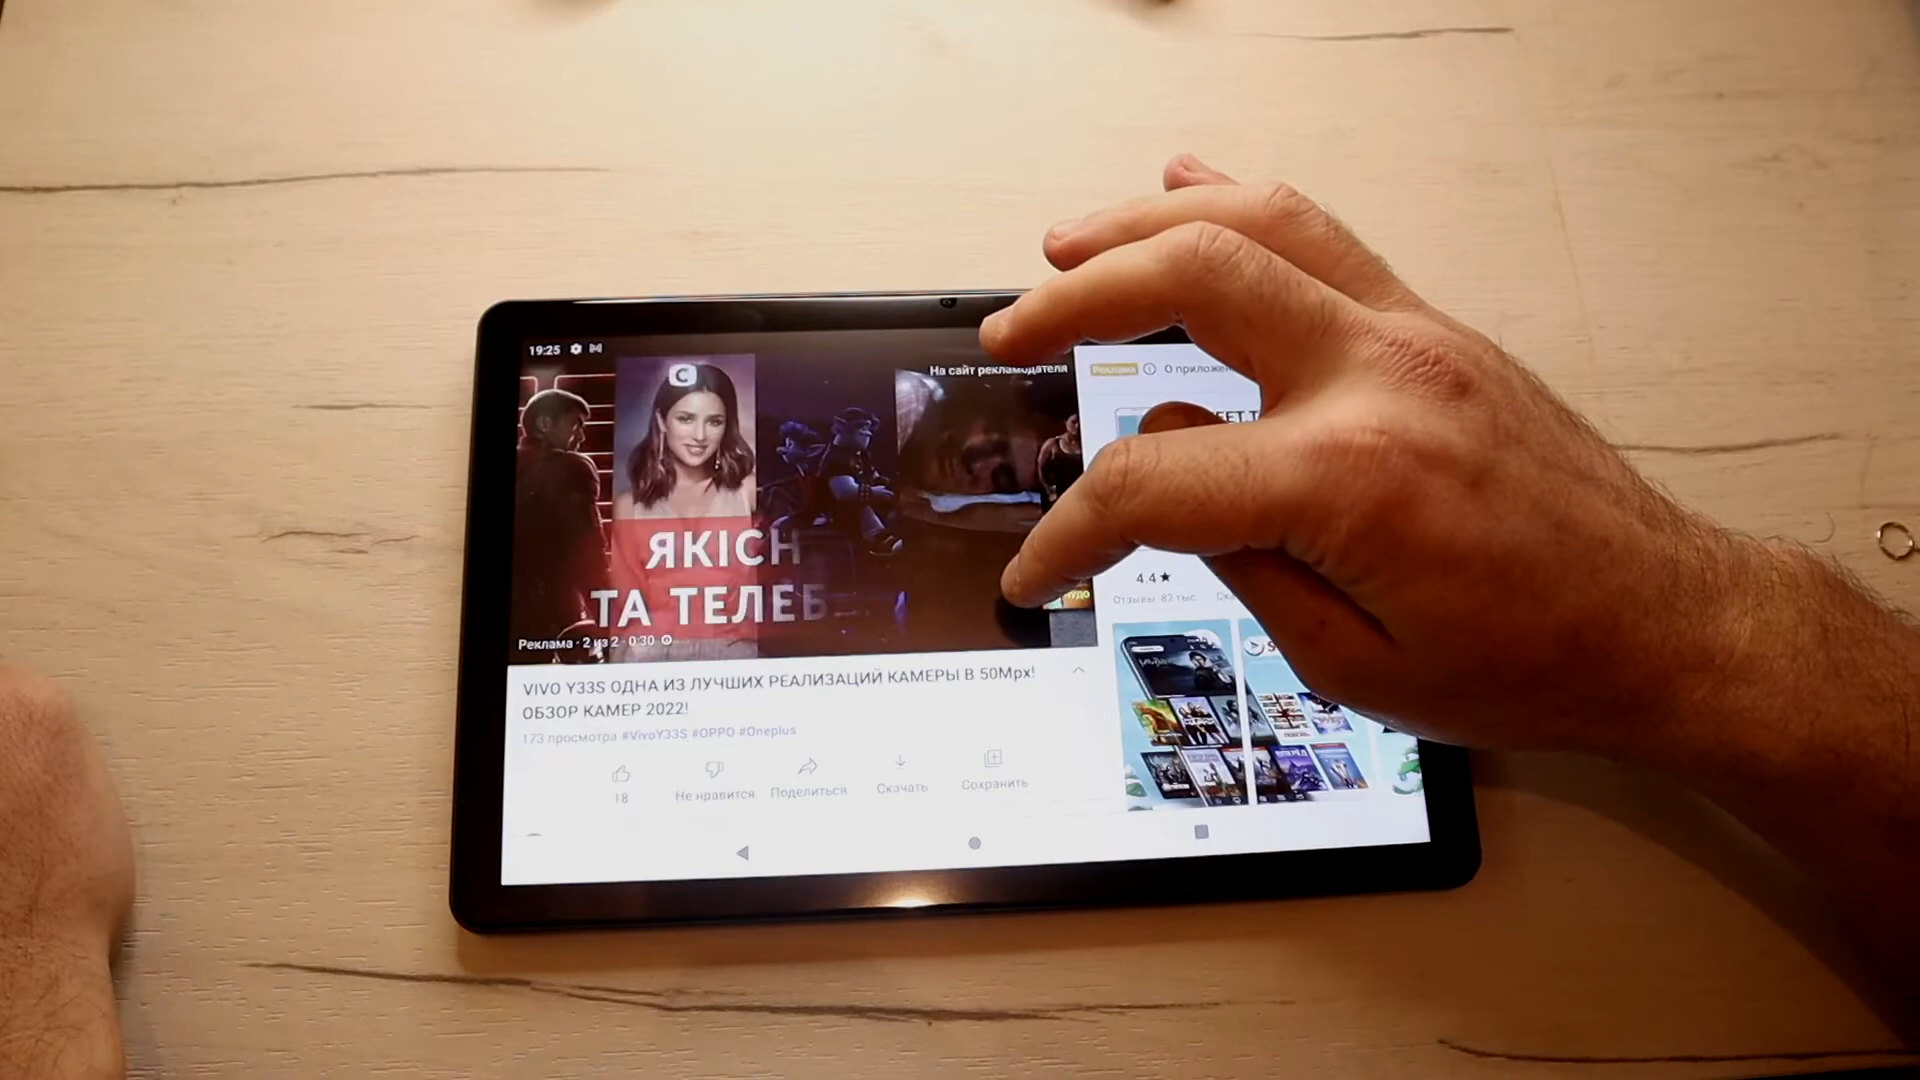 19:25
На сайт рекламодателя
C
ЯКІСН
ТА ТЕЛЕБ
Реклама · 2 из 2 · 0:30
VIVO Y33S ОДНА ИЗ ЛУЧШИХ РЕАЛИЗАЦИЙ КАМЕРЫ В 50Mpx!
ОБЗОР КАМЕР 2022!
173 просмотра #VivoY33S #OPPO #Oneplus
18
Не нравится
Поделиться
Скачать
Сохранить
Реклама
О приложен
EET T
4.4★
Отзывы: 82 тыс.